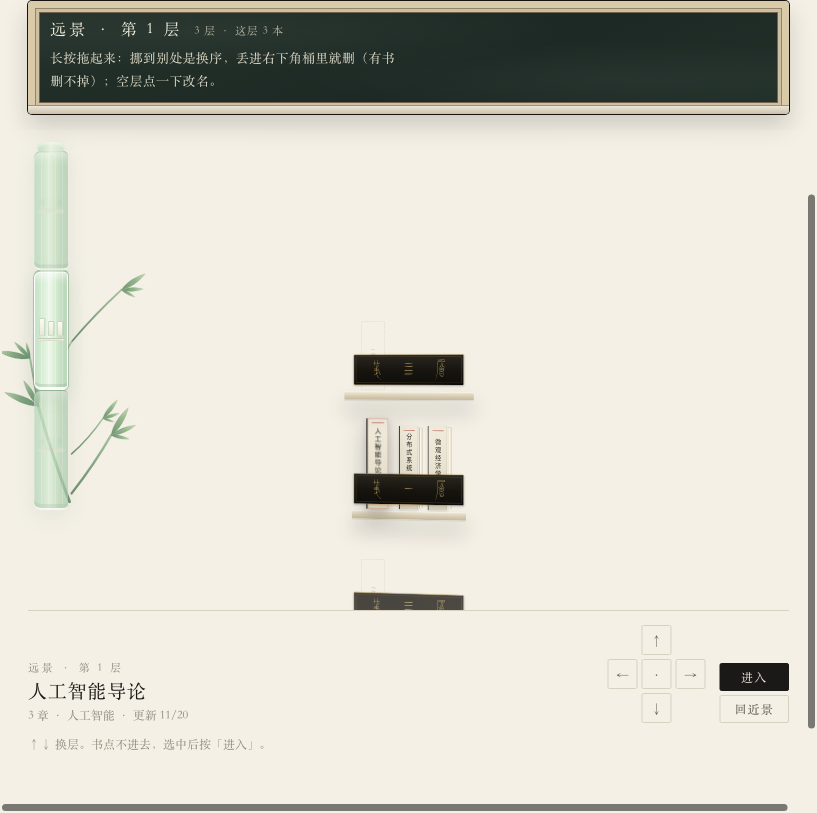 远景 · 第 1 层 3 层 · 这层 3 本
长按拖起来：挪到别处是换序，丢进右下角桶里就删（有书
删不掉）；空层点一下改名。
三
人工智能导论
分布式系统
微观经济学
一
三
远景 · 第 1 层
人工智能导论
3 章 · 人工智能 · 更新 11/20
↑↓ 换层。书点不进去，选中后按「进入」。
↑
← · →
↓
进入
回近景